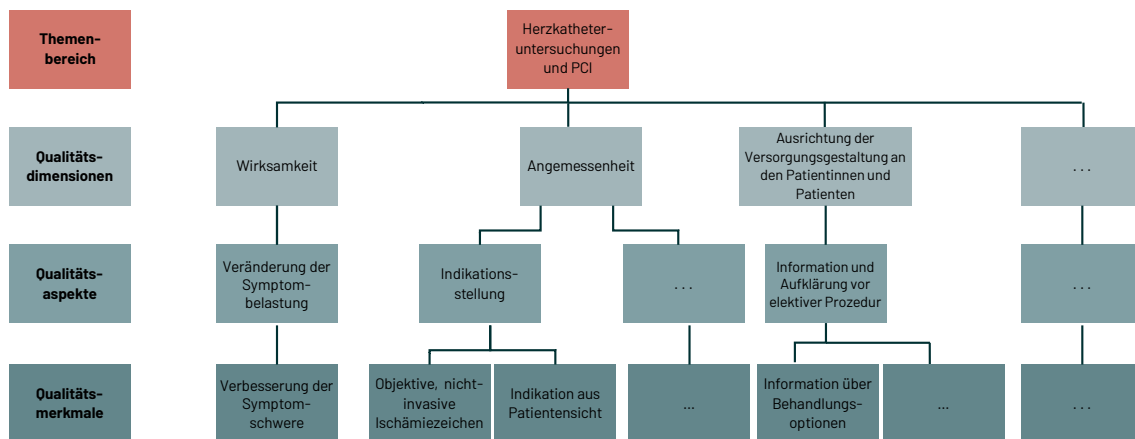 Themen-
bereich
Herzkatheter-
untersuchungen
und PCI
Qualitäts-
dimensionen
Wirksamkeit
Angemessenheit
Ausrichtung der
Versorgungsgestaltung an
den Patientinnen und
Patienten
. . .
Qualitäts-
aspekte
Veränderung der
Symptom-
belastung
Indikations-
stellung
. . .
Information und
Aufklärung vor
elektiver Prozedur
. . .
Qualitäts-
merkmale
Verbesserung der
Symptom-
schwere
Objektive, nicht-
invasive
Ischämiezeichen
Indikation aus
Patientensicht
...
Information über
Behandlungs-
optionen
...
. . .